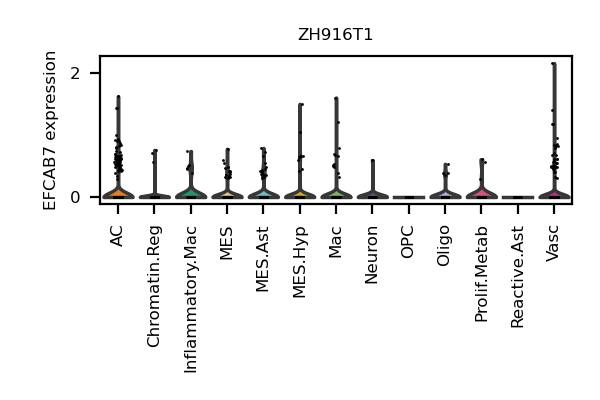 ZH916T1
EFCAB7 expression
2
0
AC
Chromatin.Reg
Inflammatory.Mac
MES
MES.Ast
MES.Hyp
Mac
Neuron
OPC
Oligo
Prolif.Metab
Reactive.Ast
Vasc